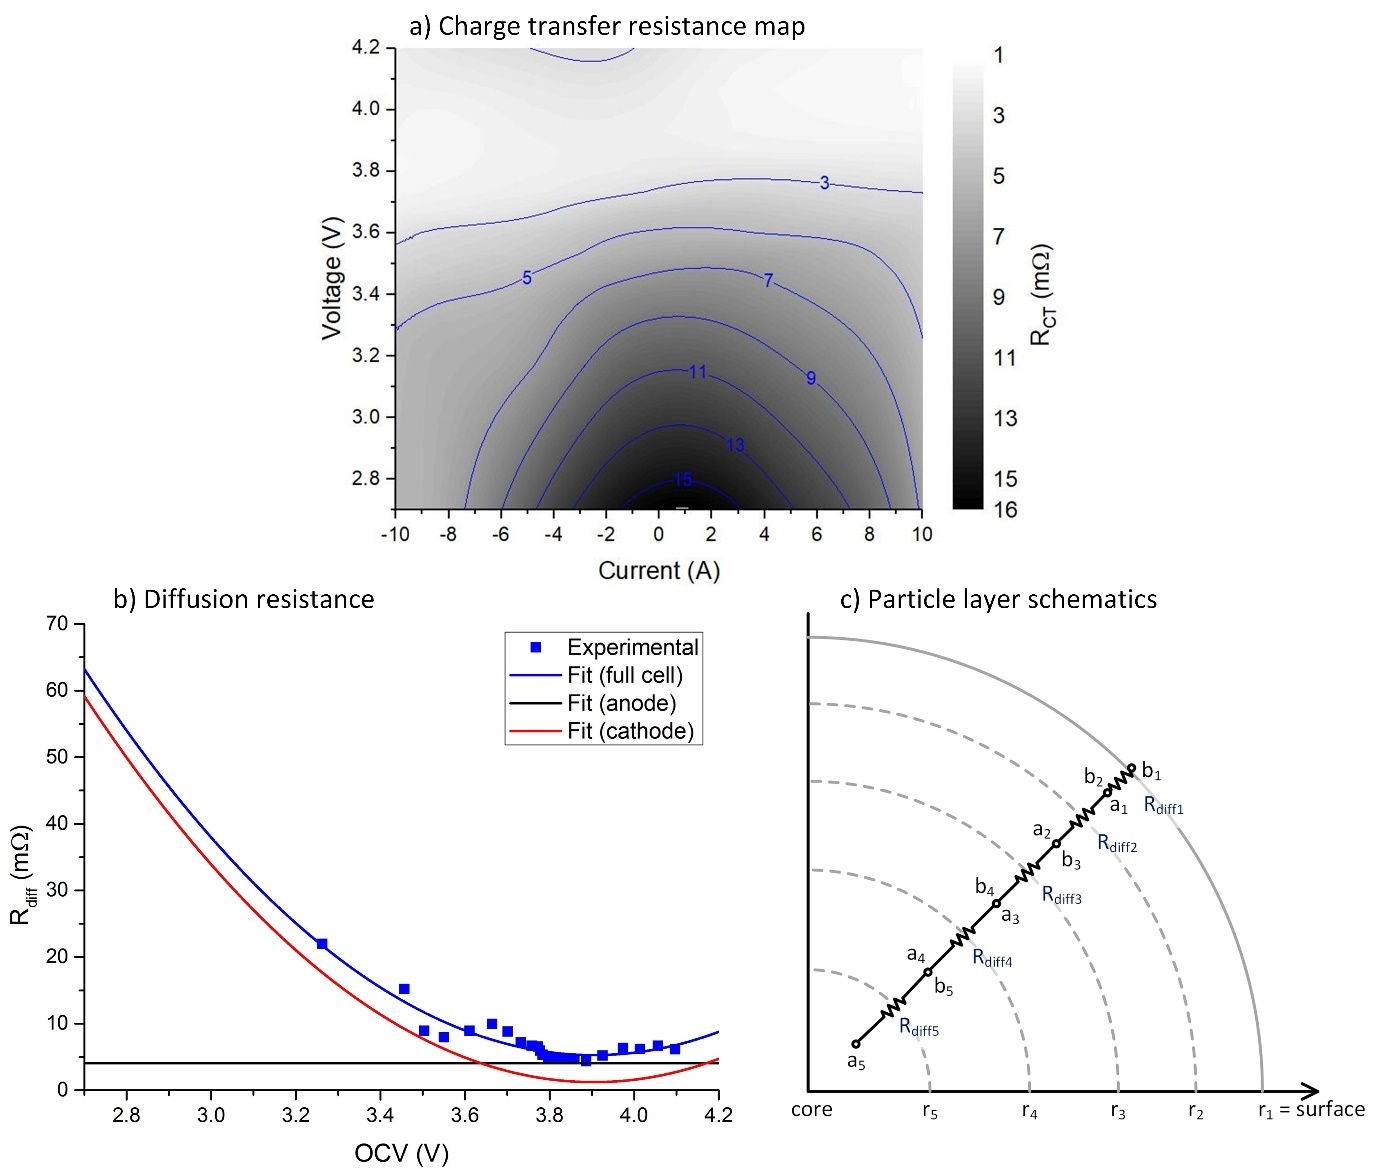 a) Charge transfer resistance map
4.2
4.0
3.8
3.6
3.4
3.2
3.0
2.8
Voltage (V)
3
5
7
9
11
13
15
-10 -8 -6 -4 -2 0 2 4 6 8 10
Current (A)
1
3
5
7
9
11
13
15
16
R_CT (mΩ)
b) Diffusion resistance
70
60
50
40
30
20
10
0
R_diff (mΩ)
Experimental
Fit (full cell)
Fit (anode)
Fit (cathode)
2.8 3.0 3.2 3.4 3.6 3.8 4.0 4.2
OCV (V)
c) Particle layer schematics
b₂ b₁
a₁ R_diff1
a₂ R_diff2
b₃
b₄ R_diff3
a₃
a₄ R_diff4
b₅
R_diff5
a₅
core r₅ r₄ r₃ r₂ r₁ = surface